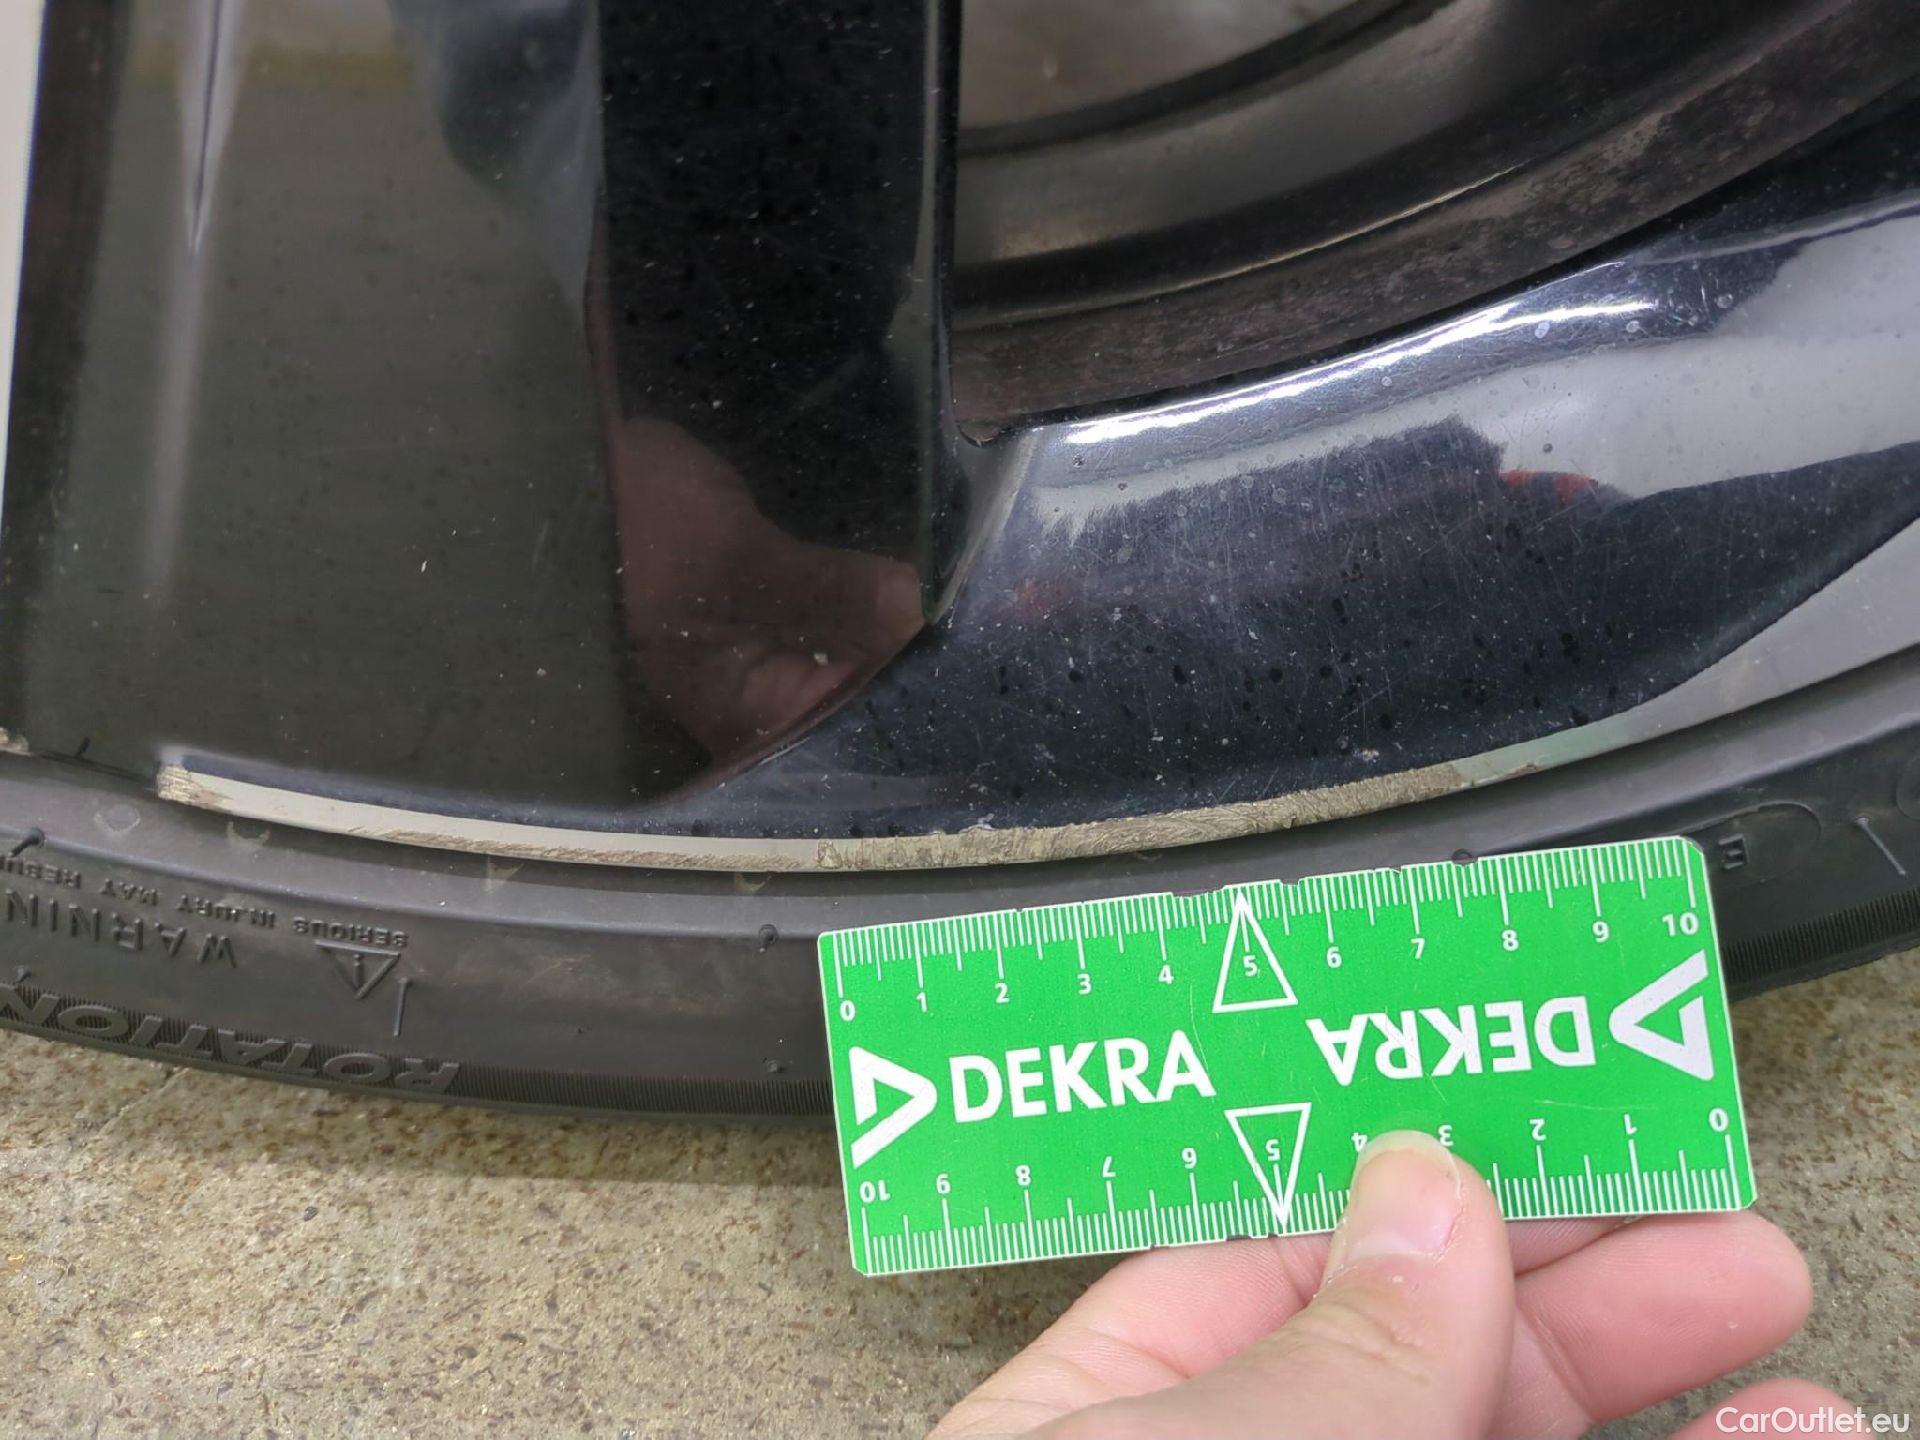 WARNIN
SERIOUS INJURY MAY RESU
ROTATION
E
0 1 2 3 4 5 6 7 8 9 10
DEKRA
DEKRA
10 9 8 7 6 5 4 3 2 1 0
CarOutlet.eu